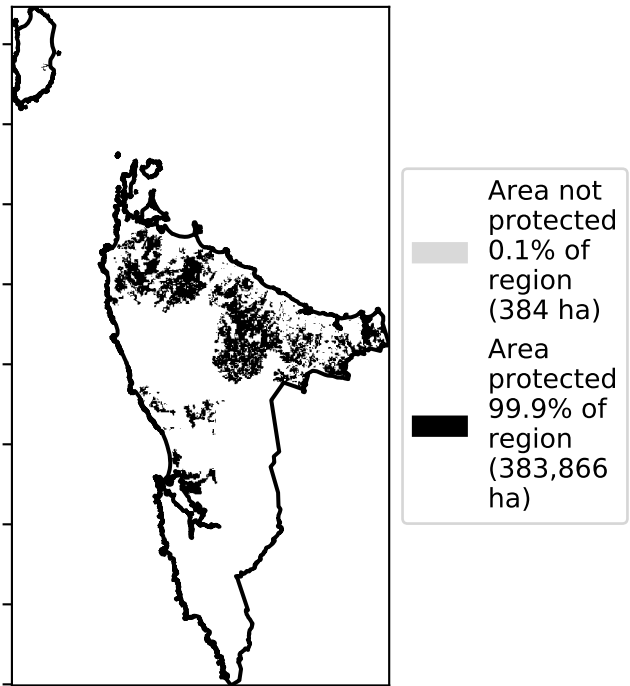 Area not
protected
0.1% of
region
(384 ha)
Area
protected
99.9% of
region
(383,866
ha)